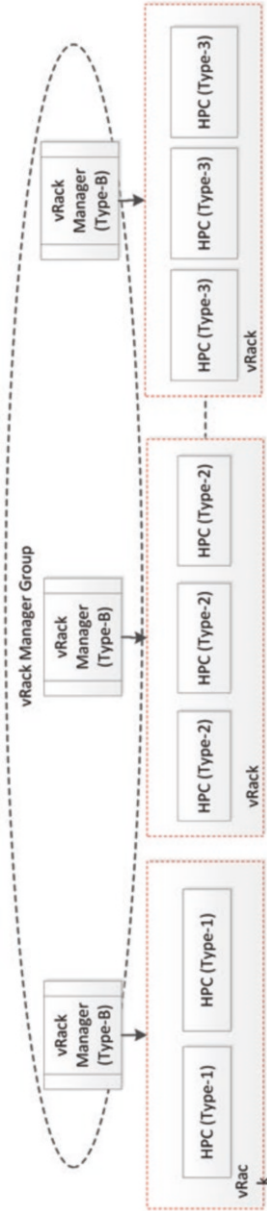 vRack Manager Group
vRack
Manager
(Type-B)
vRack
Manager
(Type-B)
vRack
Manager
(Type-B)
HPC (Type-1)
HPC (Type-1)
vRac
k
HPC (Type-2)
HPC (Type-2)
HPC (Type-2)
vRack
HPC (Type-3)
HPC (Type-3)
HPC (Type-3)
vRack